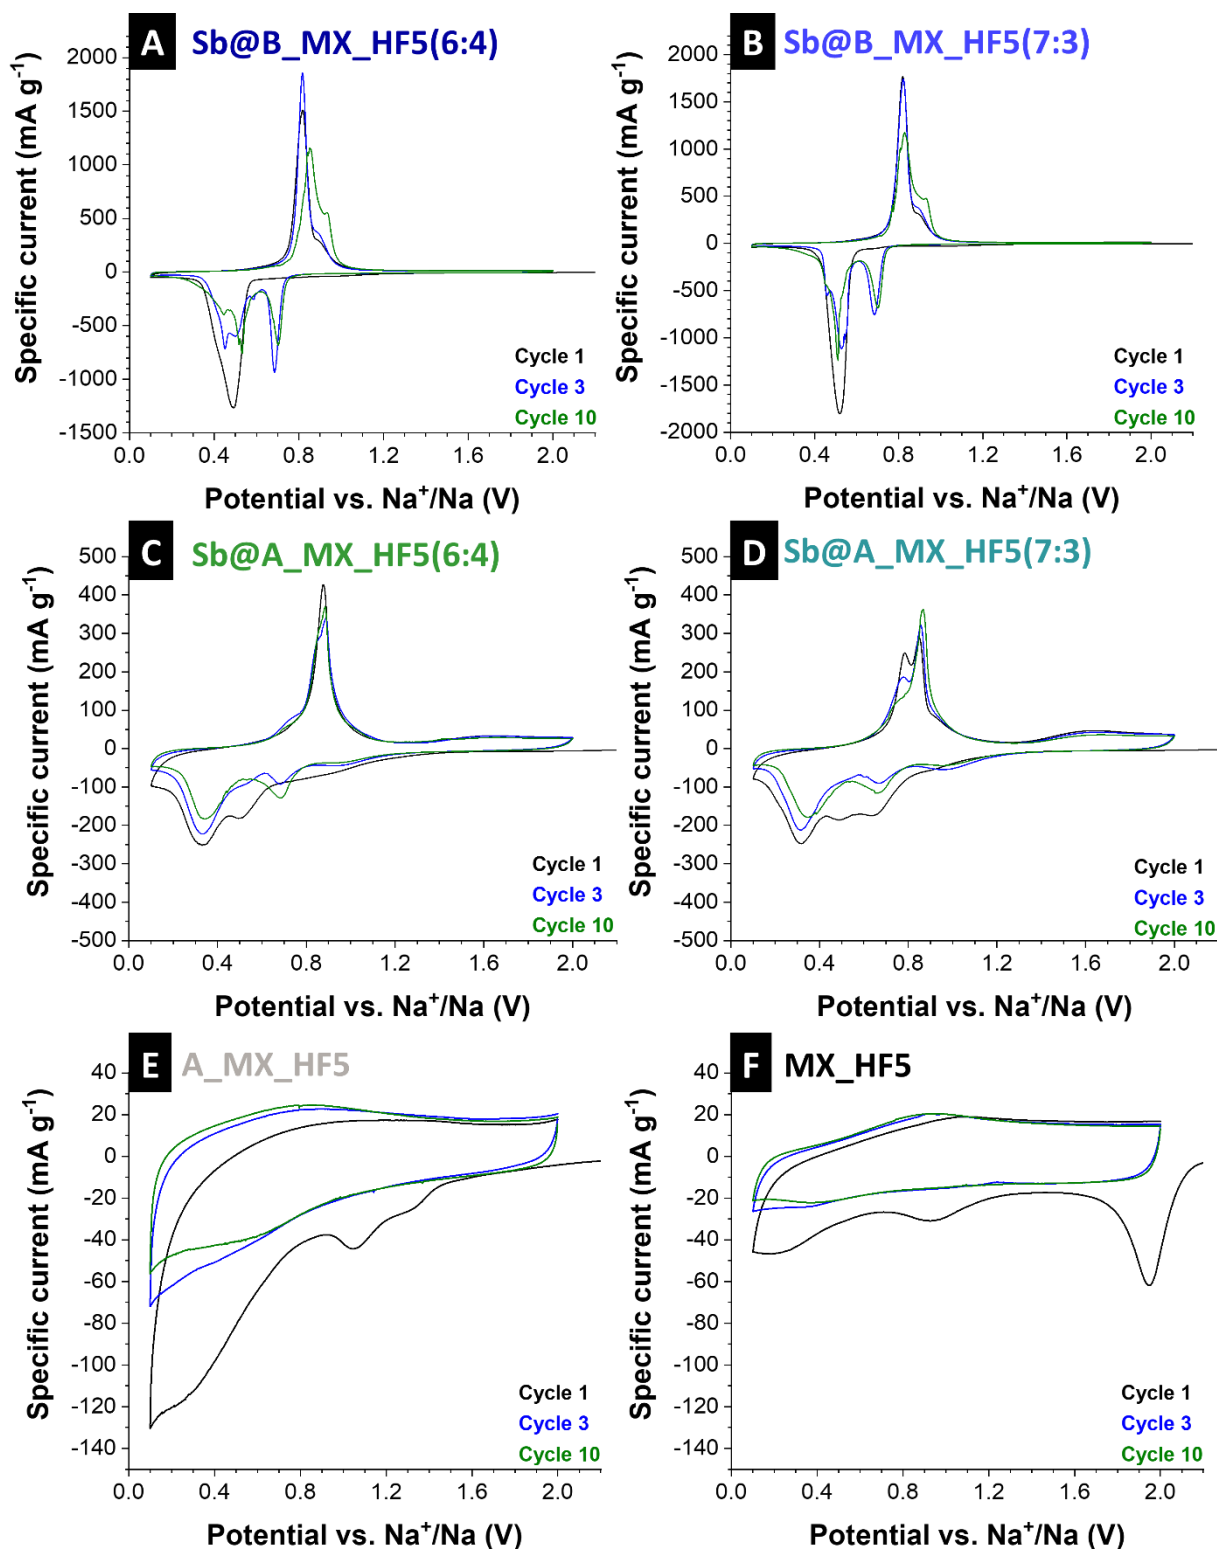 A Sb@B_MX_HF5(6:4)
Specific current (mA g⁻¹)
2000
1500
1000
500
0
-500
-1000
-1500
Cycle 1
Cycle 3
Cycle 10
0.0 0.4 0.8 1.2 1.6 2.0
Potential vs. Na⁺/Na (V)
B Sb@B_MX_HF5(7:3)
Specific current (mA g⁻¹)
2000
1500
1000
500
0
-500
-1000
-1500
-2000
Cycle 1
Cycle 3
Cycle 10
0.0 0.4 0.8 1.2 1.6 2.0
Potential vs. Na⁺/Na (V)
C Sb@A_MX_HF5(6:4)
Specific current (mA g⁻¹)
500
400
300
200
100
0
-100
-200
-300
-400
-500
Cycle 1
Cycle 3
Cycle 10
0.0 0.4 0.8 1.2 1.6 2.0
Potential vs. Na⁺/Na (V)
D Sb@A_MX_HF5(7:3)
Specific current (mA g⁻¹)
500
400
300
200
100
0
-100
-200
-300
-400
-500
Cycle 1
Cycle 3
Cycle 10
0.0 0.4 0.8 1.2 1.6 2.0
Potential vs. Na⁺/Na (V)
E A_MX_HF5
Specific current (mA g⁻¹)
40
20
0
-20
-40
-60
-80
-100
-120
-140
Cycle 1
Cycle 3
Cycle 10
0.0 0.4 0.8 1.2 1.6 2.0
Potential vs. Na⁺/Na (V)
F MX_HF5
Specific current (mA g⁻¹)
40
20
0
-20
-40
-60
-80
-100
-120
-140
Cycle 1
Cycle 3
Cycle 10
0.0 0.4 0.8 1.2 1.6 2.0
Potential vs. Na⁺/Na (V)